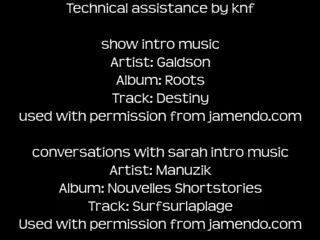 Technical assistance by knf
show intro music
Artist: Galdson
Album: Roots
Track: Destiny
used with permission from jamendo.com
conversations with sarah intro music
Artist: Manuzik
Album: Nouvelles Shortstories
Track: Surfsurlaplage
Used with permission from jamendo.com